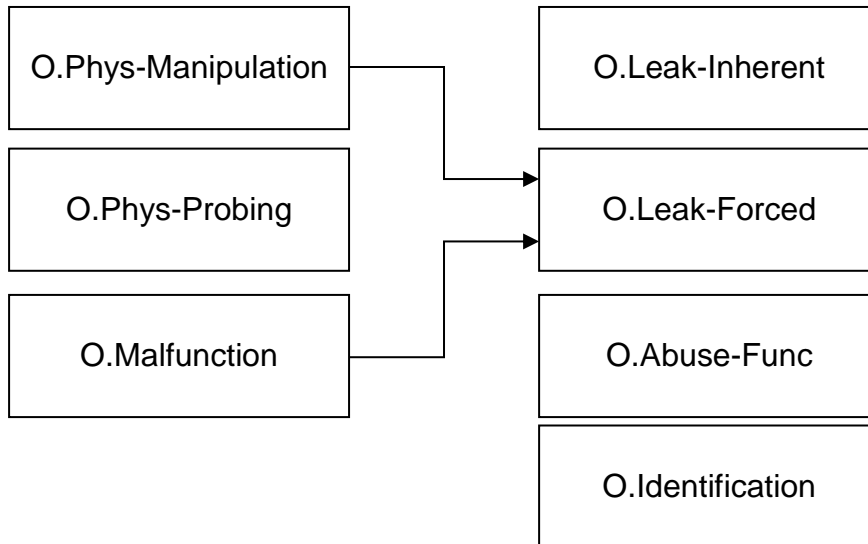 O.Phys-Manipulation
O.Leak-Inherent
O.Phys-Probing
O.Leak-Forced
O.Malfunction
O.Abuse-Func
O.Identification